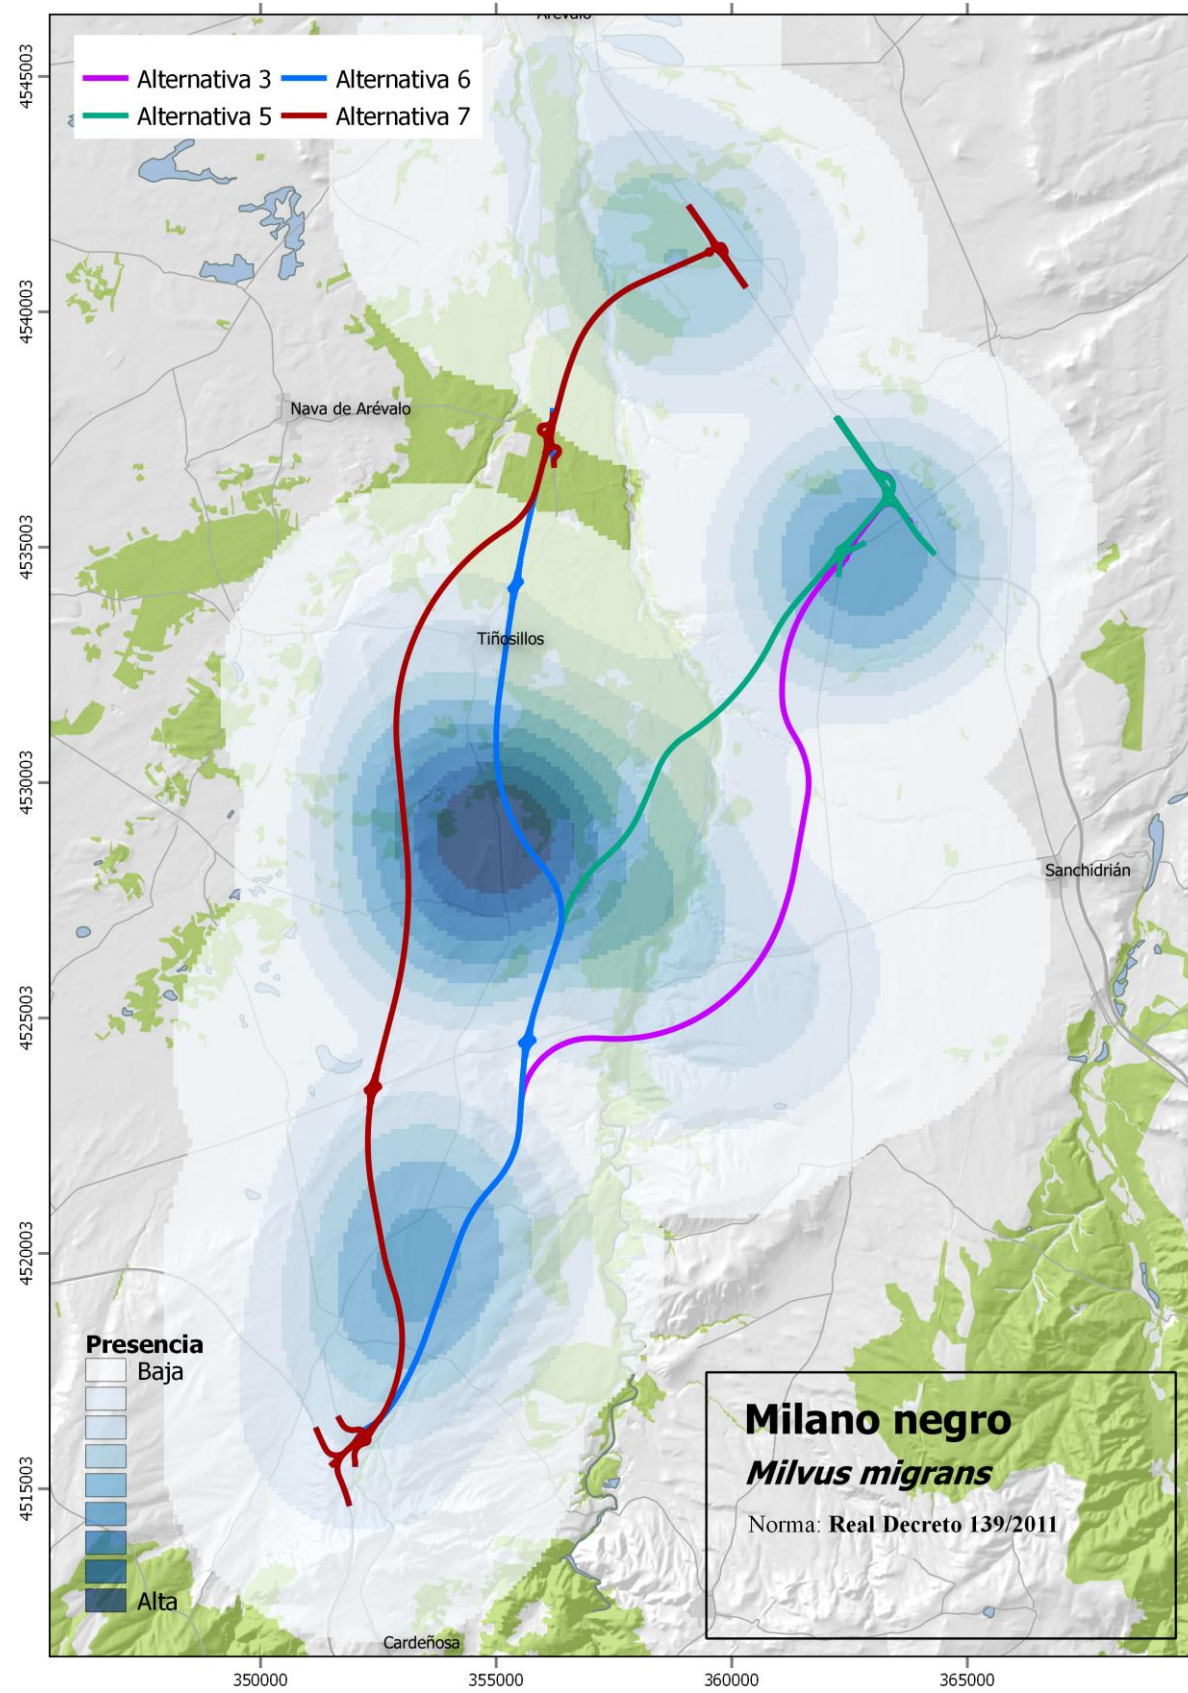 Arévalo
Alternativa 3
Alternativa 6
Alternativa 5
Alternativa 7
4545003
4540003
Nava de Arévalo
4535003
Tiñosillos
4530003
Sanchidrián
4525003
4520003
Presencia
Baja
Alta
Milano negro
Milvus migrans
Norma: Real Decreto 139/2011
4515003
Cardeñosa
350000
355000
360000
365000